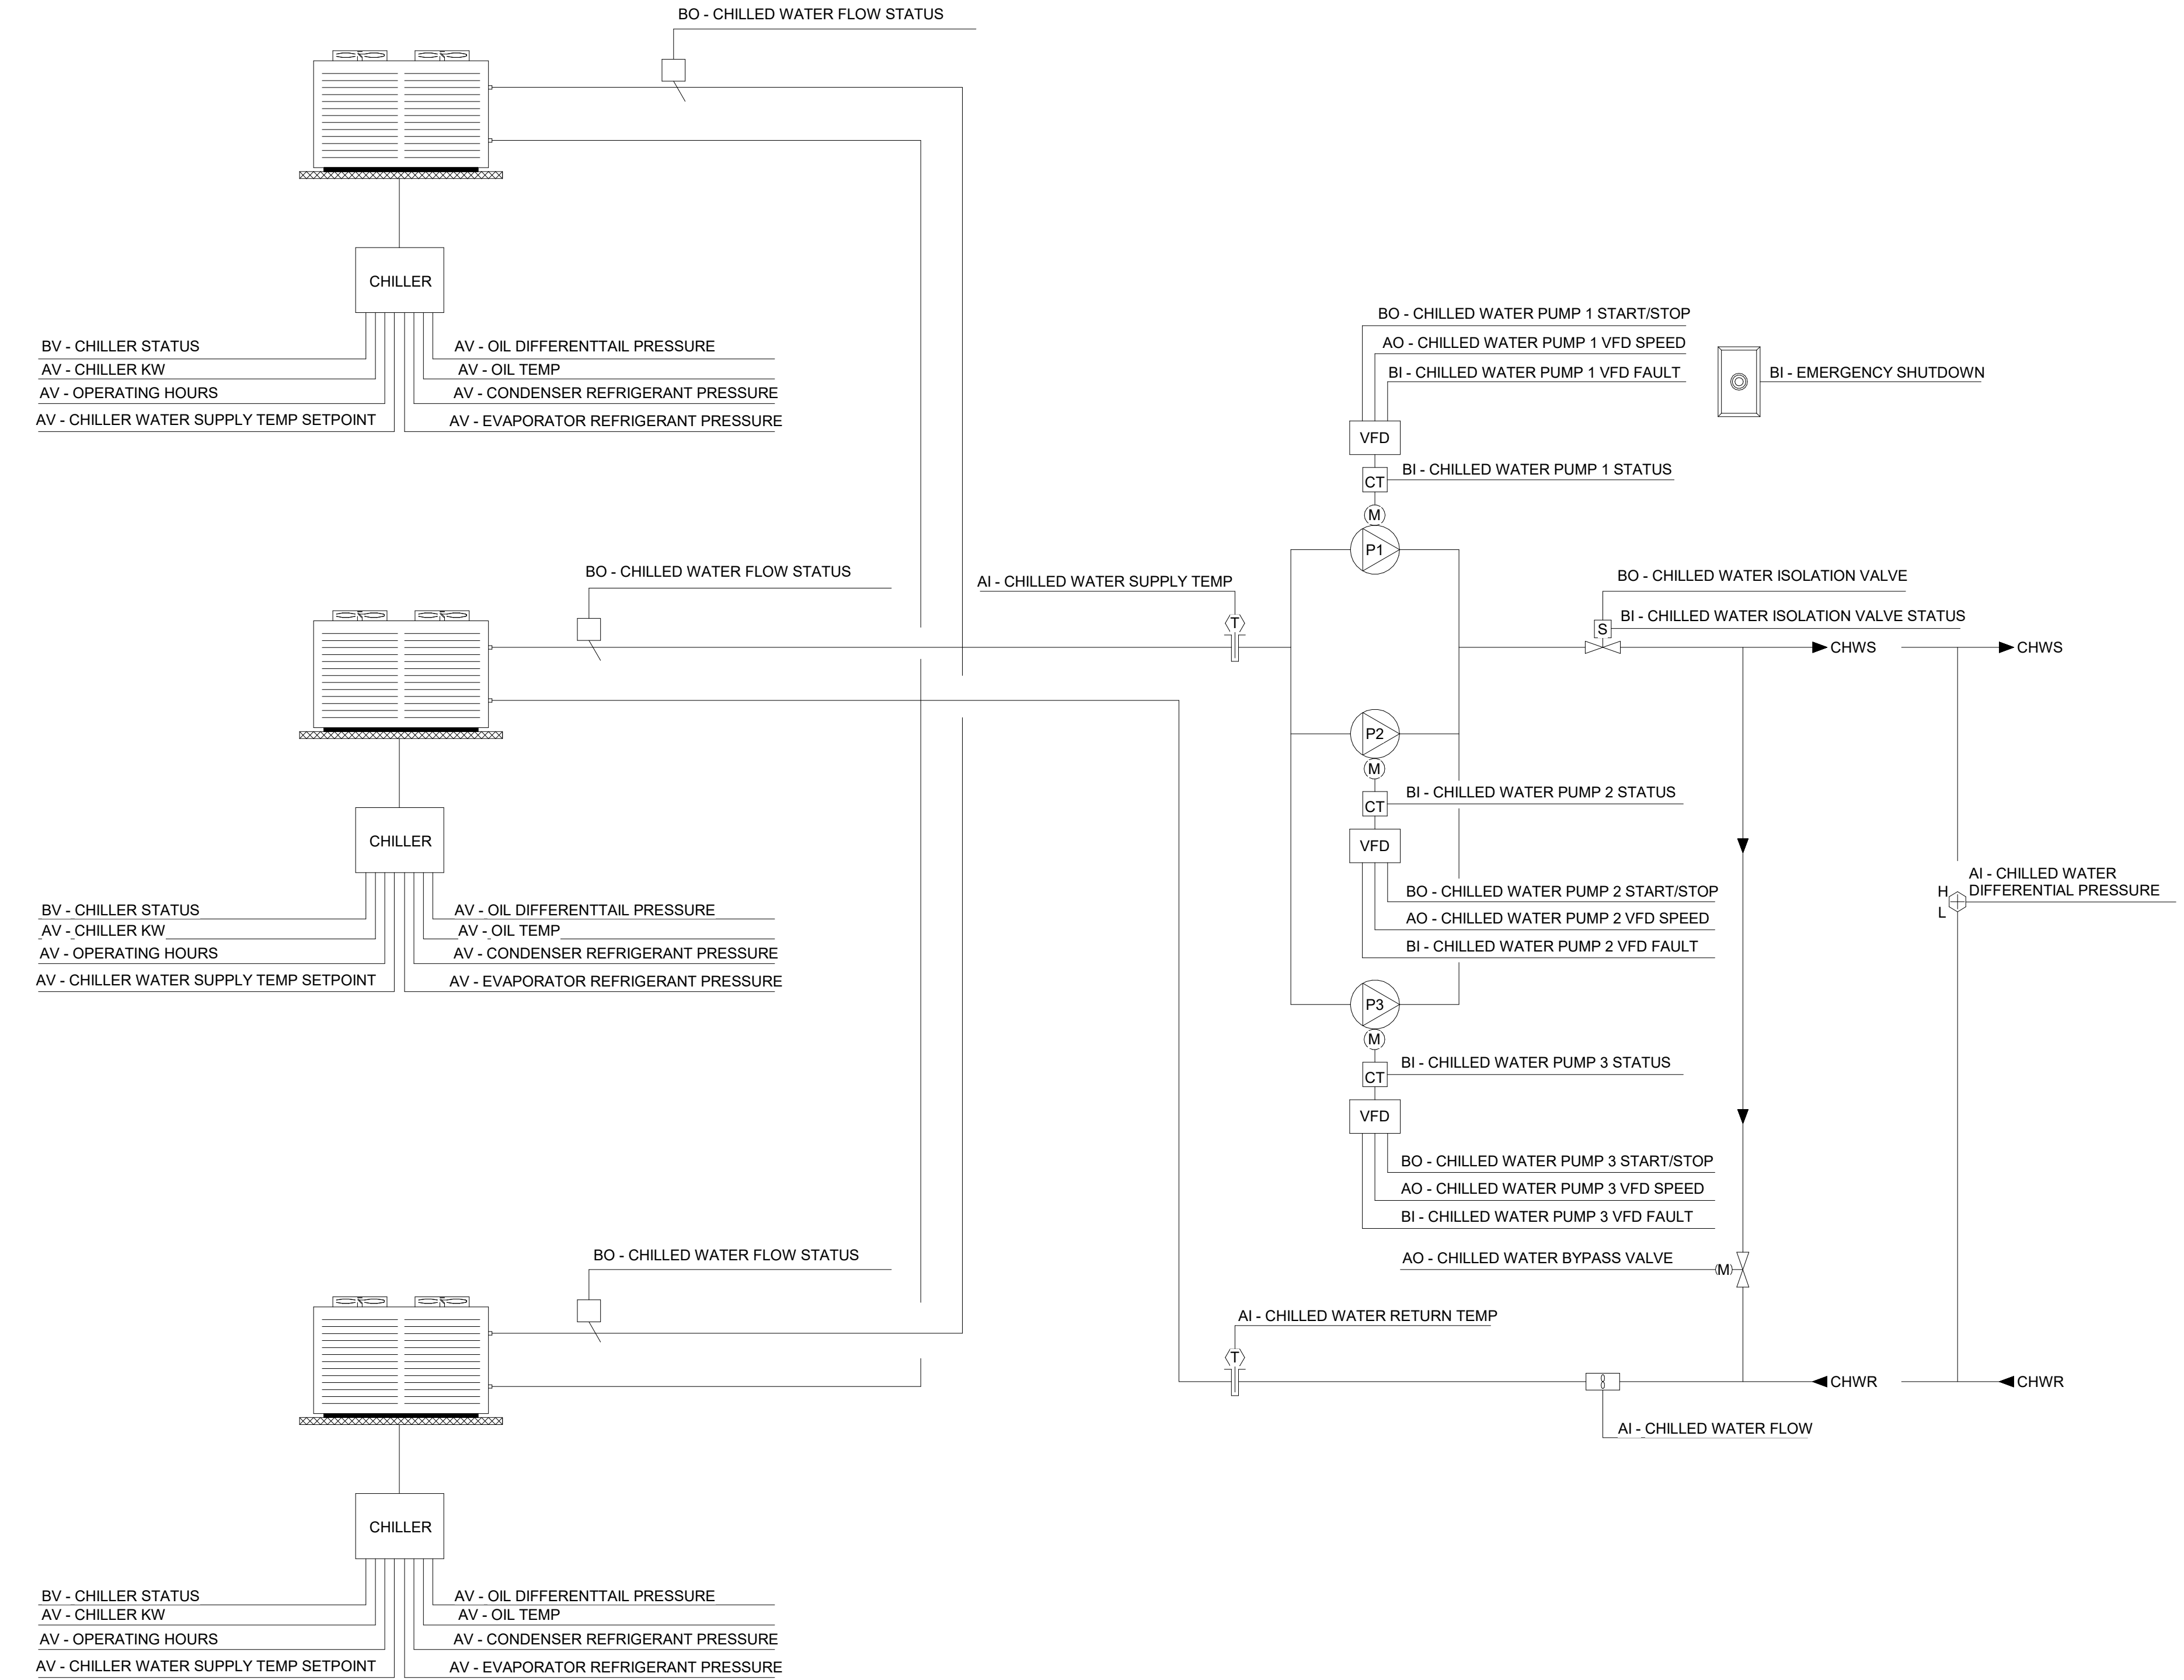 BO - CHILLED WATER FLOW STATUS
CHILLER
BV - CHILLER STATUS
AV - CHILLER KW
AV - OPERATING HOURS
AV - CHILLER WATER SUPPLY TEMP SETPOINT
AV - OIL DIFFERENTTAIL PRESSURE
AV - OIL TEMP
AV - CONDENSER REFRIGERANT PRESSURE
AV - EVAPORATOR REFRIGERANT PRESSURE
BO - CHILLED WATER FLOW STATUS
CHILLER
BV - CHILLER STATUS
AV - CHILLER KW
AV - OPERATING HOURS
AV - CHILLER WATER SUPPLY TEMP SETPOINT
AV - OIL DIFFERENTTAIL PRESSURE
AV - OIL TEMP
AV - CONDENSER REFRIGERANT PRESSURE
AV - EVAPORATOR REFRIGERANT PRESSURE
BO - CHILLED WATER FLOW STATUS
CHILLER
BV - CHILLER STATUS
AV - CHILLER KW
AV - OPERATING HOURS
AV - CHILLER WATER SUPPLY TEMP SETPOINT
AV - OIL DIFFERENTTAIL PRESSURE
AV - OIL TEMP
AV - CONDENSER REFRIGERANT PRESSURE
AV - EVAPORATOR REFRIGERANT PRESSURE
AI - CHILLED WATER SUPPLY TEMP
T
BO - CHILLED WATER PUMP 1 START/STOP
AO - CHILLED WATER PUMP 1 VFD SPEED
BI - CHILLED WATER PUMP 1 VFD FAULT
VFD
BI - CHILLED WATER PUMP 1 STATUS
CT
M
P1
BI - EMERGENCY SHUTDOWN
BO - CHILLED WATER ISOLATION VALVE
BI - CHILLED WATER ISOLATION VALVE STATUS
S
CHWS
CHWS
P2
M
BI - CHILLED WATER PUMP 2 STATUS
CT
VFD
BO - CHILLED WATER PUMP 2 START/STOP
AO - CHILLED WATER PUMP 2 VFD SPEED
BI - CHILLED WATER PUMP 2 VFD FAULT
AI - CHILLED WATER
DIFFERENTIAL PRESSURE
H
L
P3
M
BI - CHILLED WATER PUMP 3 STATUS
CT
VFD
BO - CHILLED WATER PUMP 3 START/STOP
AO - CHILLED WATER PUMP 3 VFD SPEED
BI - CHILLED WATER PUMP 3 VFD FAULT
AO - CHILLED WATER BYPASS VALVE
M
AI - CHILLED WATER RETURN TEMP
T
CHWR
CHWR
AI - CHILLED WATER FLOW